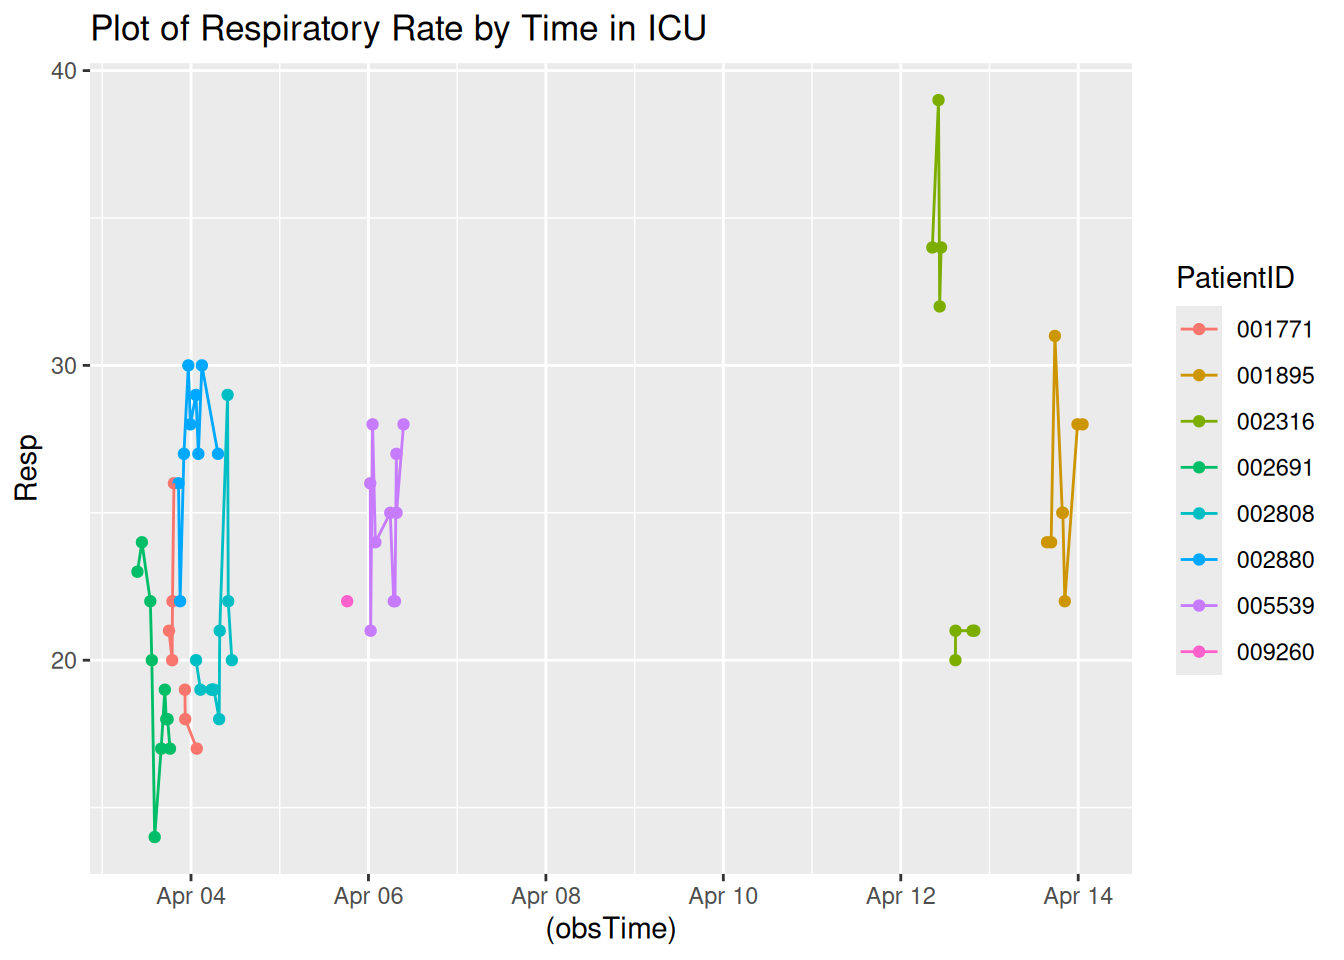 Plot of Respiratory Rate by Time in ICU
40
30
20
Resp
Apr 04
Apr 06
Apr 08
Apr 10
Apr 12
Apr 14
(obsTime)
PatientID
001771
001895
002316
002691
002808
002880
005539
009260